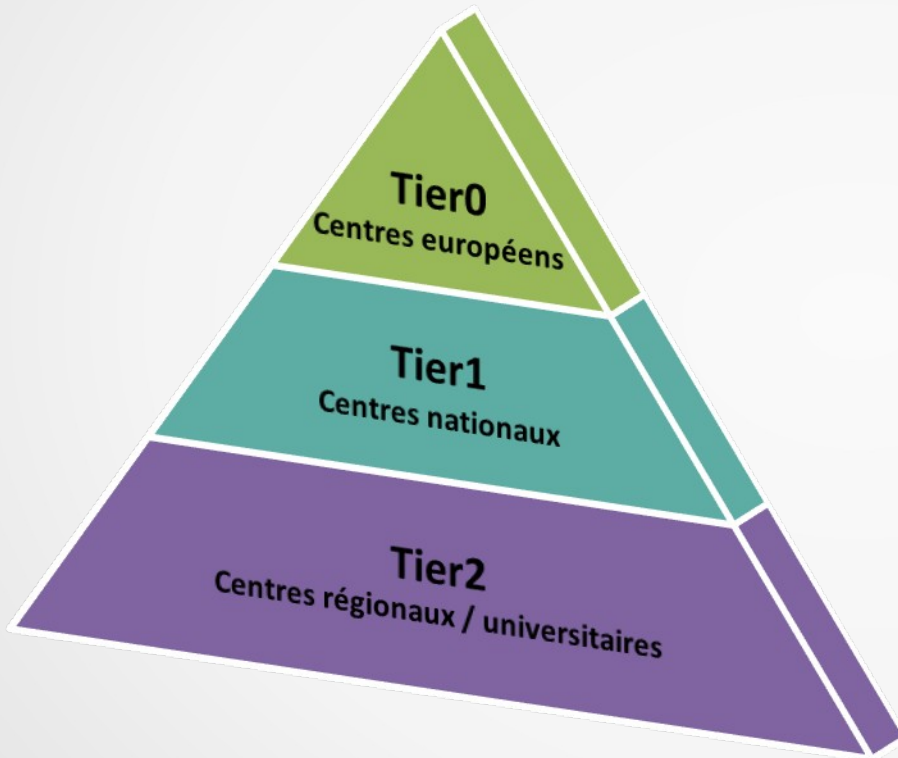 Tier0
Centres européens
Tier1
Centres nationaux
Tier2
Centres régionaux / universitaires